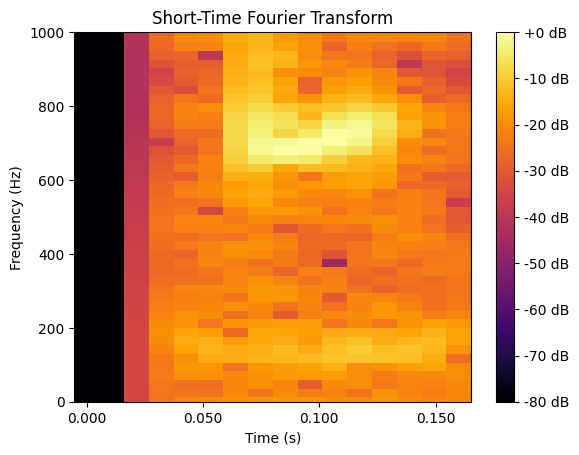 Short-Time Fourier Transform
1000
800
600
400
200
0
Frequency (Hz)
0.000
0.050
0.100
0.150
Time (s)
+0 dB
-10 dB
-20 dB
-30 dB
-40 dB
-50 dB
-60 dB
-70 dB
-80 dB